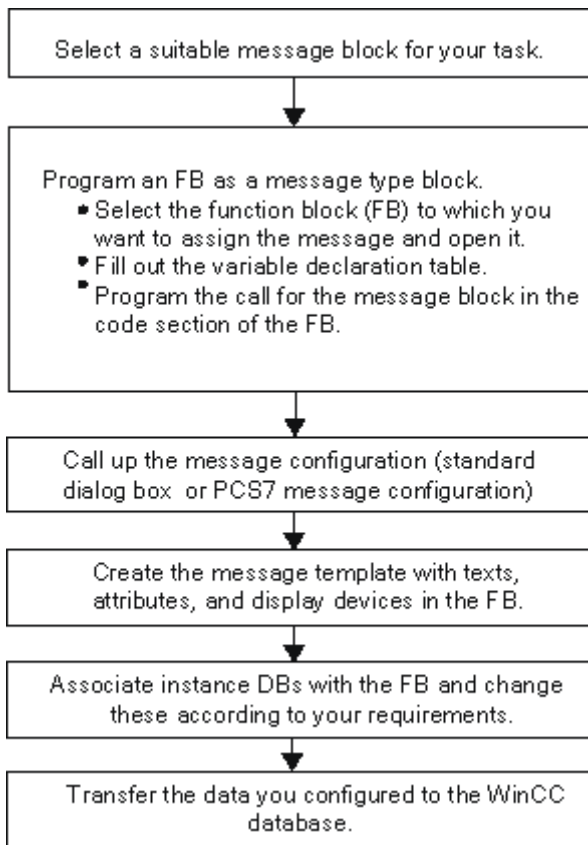 Select a suitable message block for your task.
Program an FB as a message type block.
• Select the function block (FB) to which you
want to assign the message and open it.
• Fill out the variable declaration table.
• Program the call for the message block in the
code section of the FB.
Call up the message configuration (standard
dialog box or PCS7 message configuration)
Create the message template with texts,
attributes, and display devices in the FB.
Associate instance DBs with the FB and change
these according to your requirements.
Transfer the data you configured to the WinCC
database.